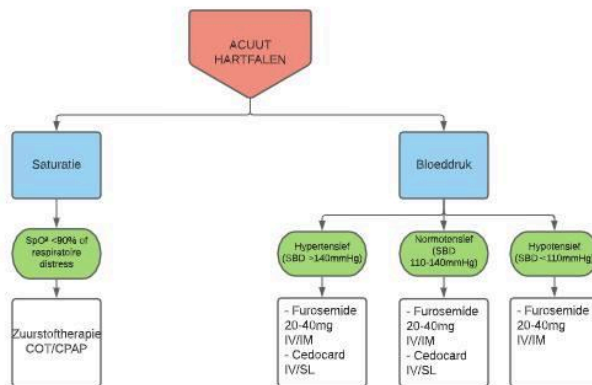 ACUUT
HARTFALEN
Saturatie
Bloeddruk
SpO² <90% of
respiratoire
distress
Hypertensief
(SBD >140mmHg)
Normotensief
(SBD
110-140mmHg)
Hypotensief
(SBD <110mmHg)
Zuurstoftherapie
COT/CPAP
- Furosemide
20-40mg
IV/IM
- Cedocard
IV/SL
- Furosemide
20-40mg
IV/IM
- Cedocard
IV/SL
- Furosemide
20-40mg
IV/IM